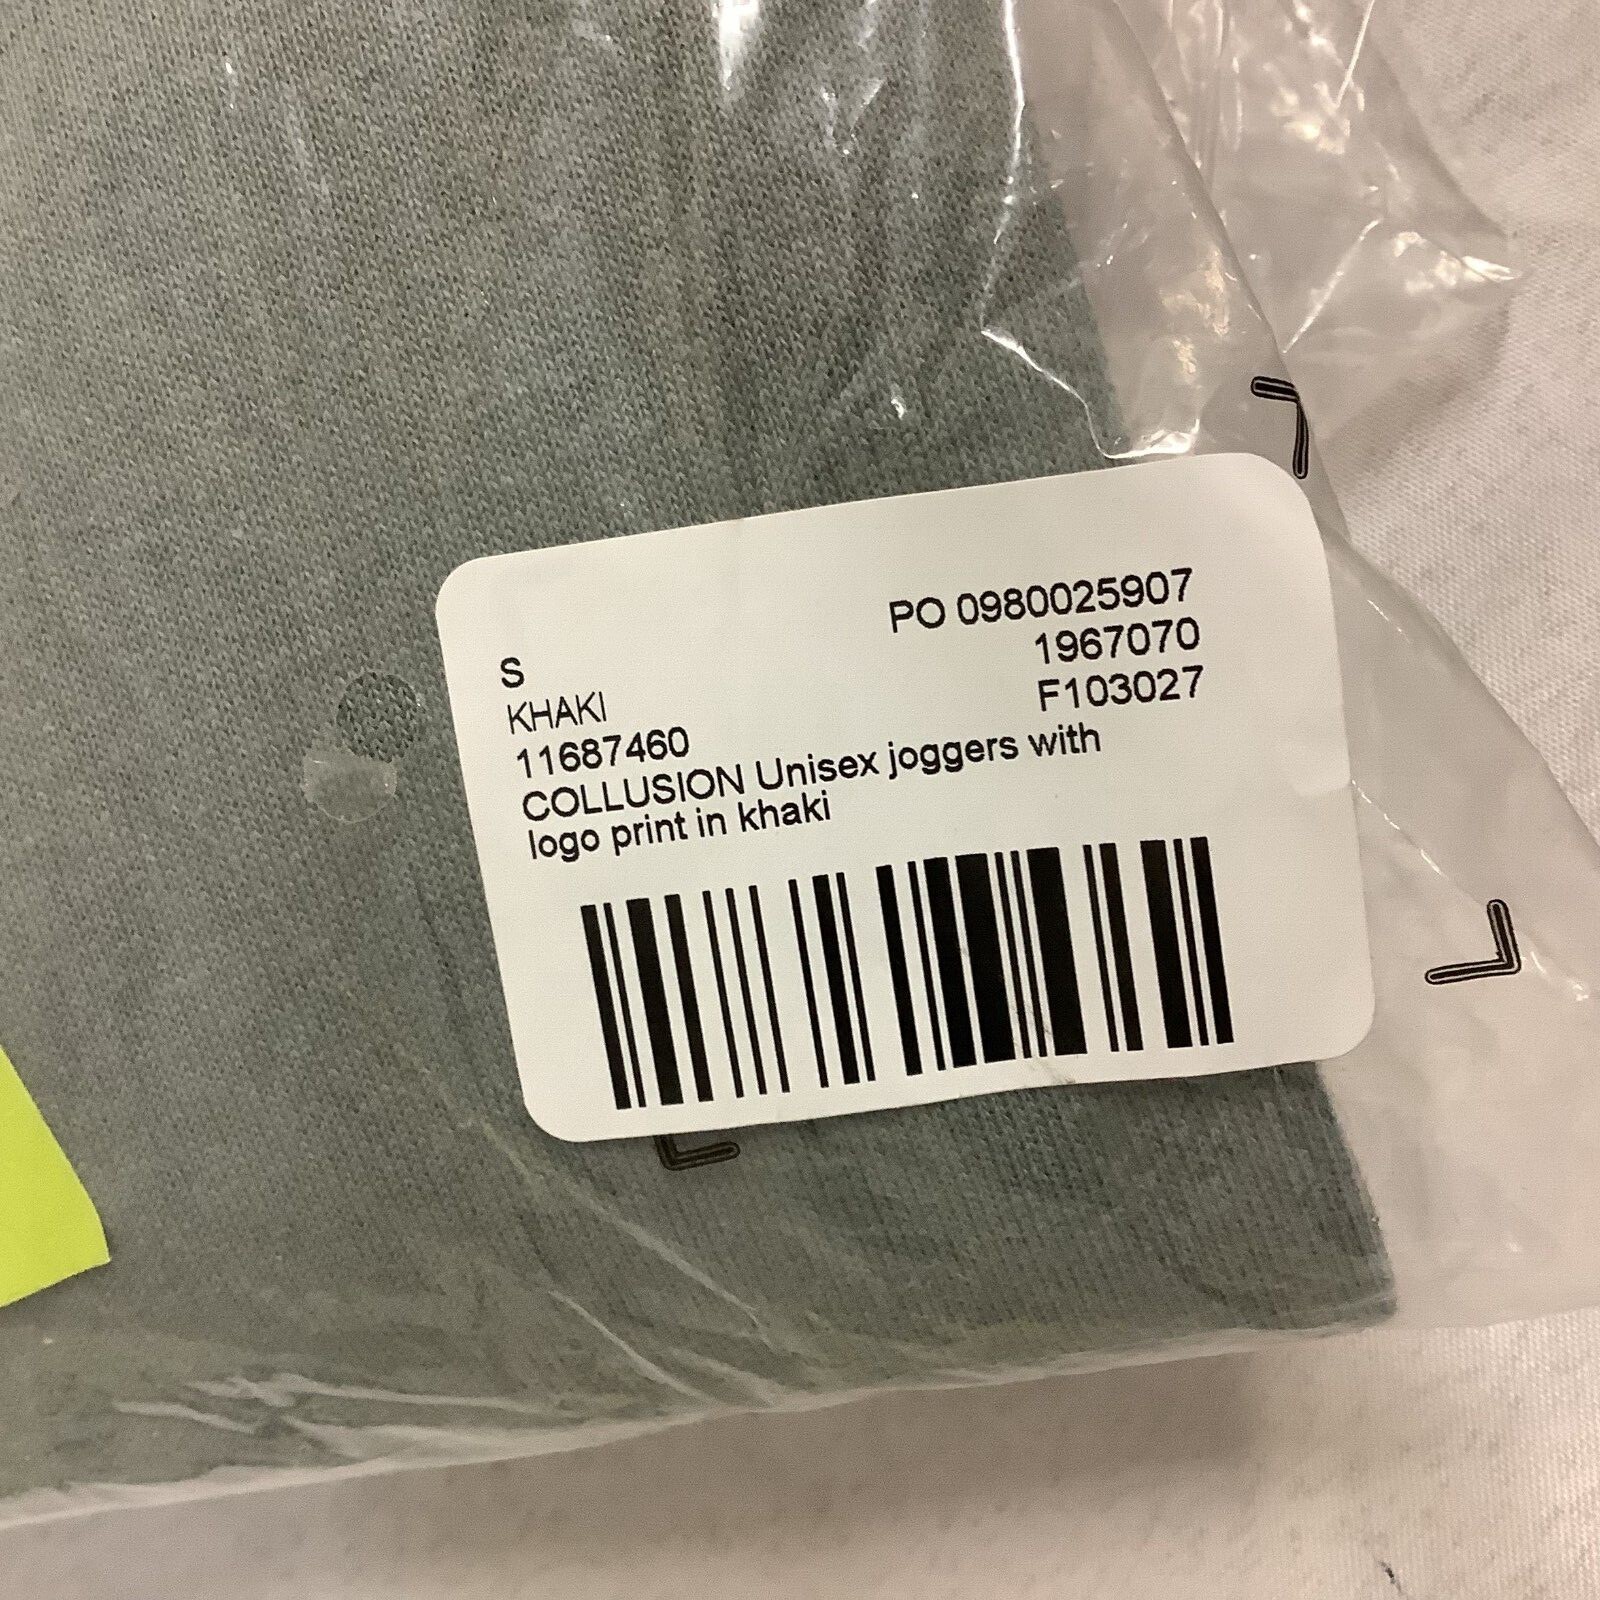 PO 0980025907
1967070
F103027
S
KHAKI
11687460
COLLUSION Unisex joggers with
logo print in khaki